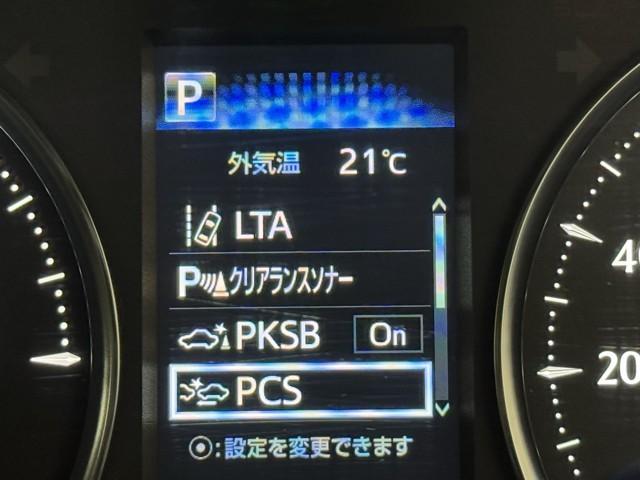 P
外気温 21℃
LTA
Pクリアランスソナー
PKSB On
PCS
:設定を変更できます
40
20